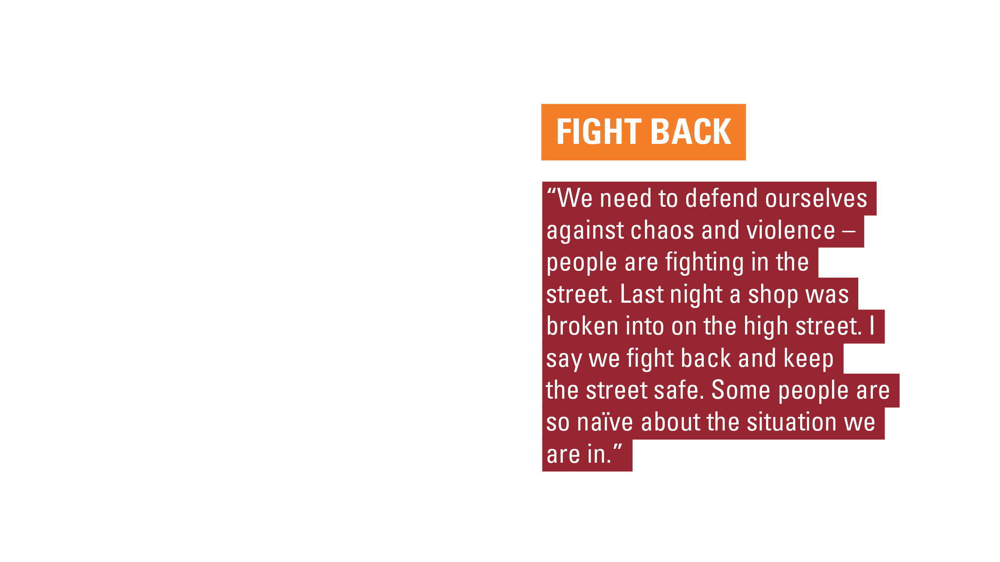 FIGHT BACK
“We need to defend ourselves
against chaos and violence –
people are fighting in the
street. Last night a shop was
broken into on the high street. I
say we fight back and keep
the street safe. Some people are
so naïve about the situation we
are in.”